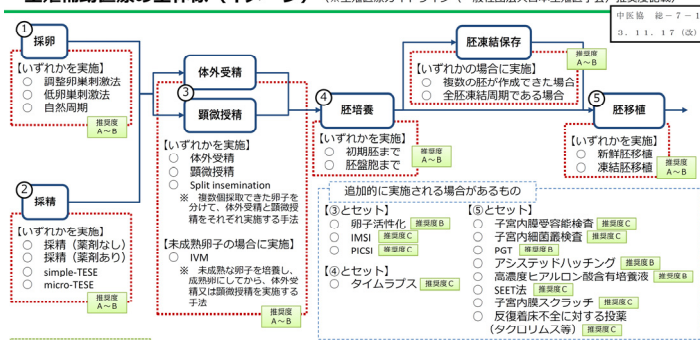 中医協 総－７－１
３．１１．１７（改）
①
採卵
【いずれかを実施】
○ 調整卵巣刺激法
○ 低卵巣刺激法
○ 自然周期
推奨度
A～B
②
採精
【いずれかを実施】
○ 採精（薬剤なし）
○ 採精（薬剤あり）
○ simple-TESE
○ micro-TESE
推奨度
A～B
体外受精
③
顕微授精
【いずれかを実施】
○ 体外受精
○ 顕微授精
○ Split insemination
※ 複数個採取できた卵子を
分けて、体外受精と顕微授
精をそれぞれ実施する手法
【未成熟卵子の場合に実施】
○ IVM
※ 未成熟な卵子を培養し、
成熟卵にしてから、体外受
精又は顕微授精を実施する
手法
推奨度
A～B
④
胚培養
【いずれかを実施】
○ 初期胚まで
○ 胚盤胞まで
推奨度
A～B
胚凍結保存
【いずれかの場合に実施】
○ 複数の胚が作成できた場合
○ 全胚凍結周期である場合
推奨度
A～B
⑤
胚移植
【いずれかを実施】
○ 新鮮胚移植
○ 凍結胚移植
推奨度
A～B
追加的に実施される場合があるもの
【③とセット】
○ 卵子活性化 推奨度B
○ IMSI 推奨度C
○ PICSI 推奨度C
【④とセット】
○ タイムラプス 推奨度C
【⑤とセット】
○ 子宮内膜受容能検査 推奨度C
○ 子宮内細菌叢検査 推奨度C
○ PGT 推奨度B
○ アシステッドハッチング 推奨度B
○ 高濃度ヒアルロン酸含有培養液 推奨度B
○ SEET法 推奨度C
○ 子宮内膜スクラッチ 推奨度C
○ 反復着床不全に対する投薬
（タクロリムス等） 推奨度C